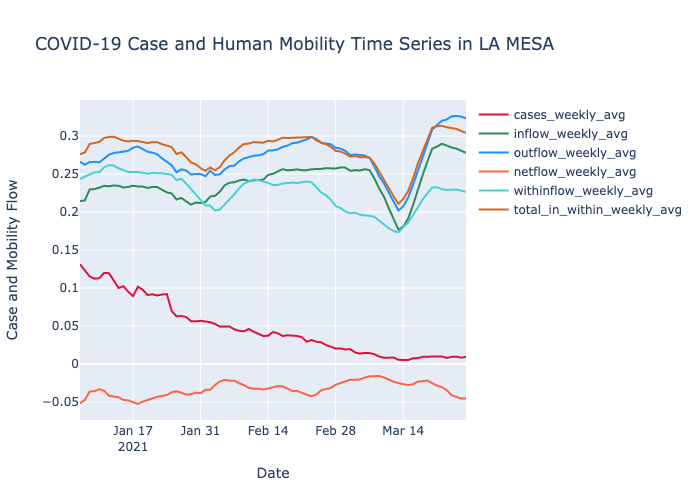 COVID-19 Case and Human Mobility Time Series in LA MESA
cases_weekly_avg
inflow_weekly_avg
outflow_weekly_avg
netflow_weekly_avg
withinflow_weekly_avg
total_in_within_weekly_avg
Case and Mobility Flow
0.3
0.25
0.2
0.15
0.1
0.05
0
−0.05
Jan 17
2021
Jan 31
Feb 14
Feb 28
Mar 14
Date